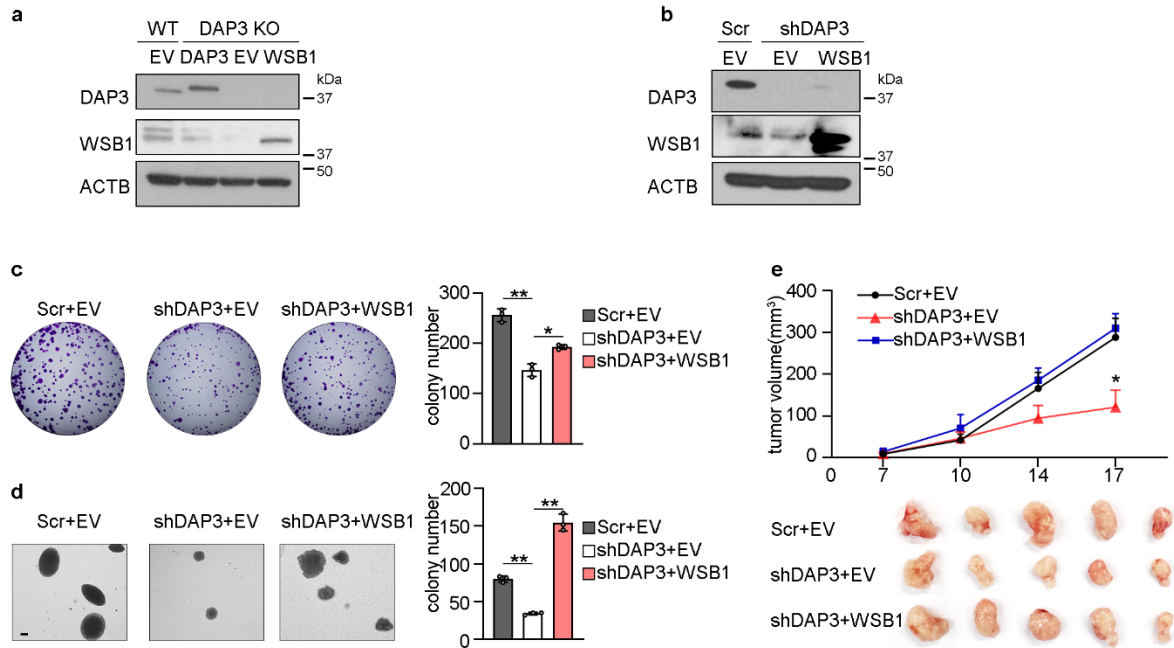 a
WT DAP3 KO
EV DAP3 EV WSB1
kDa
DAP3
37
WSB1
37
50
ACTB
b
Scr shDAP3
EV EV WSB1
kDa
DAP3
37
WSB1
37
50
ACTB
c
Scr+EV shDAP3+EV shDAP3+WSB1
colony number
300
200
100
0
**
*
Scr+EV
shDAP3+EV
shDAP3+WSB1
d
Scr+EV shDAP3+EV shDAP3+WSB1
colony number
150
100
50
0
**
**
Scr+EV
shDAP3+EV
shDAP3+WSB1
e
tumor volume(mm³)
400
300
200
100
0
Scr+EV
shDAP3+EV
shDAP3+WSB1
*
0 7 10 14 17
Scr+EV
shDAP3+EV
shDAP3+WSB1